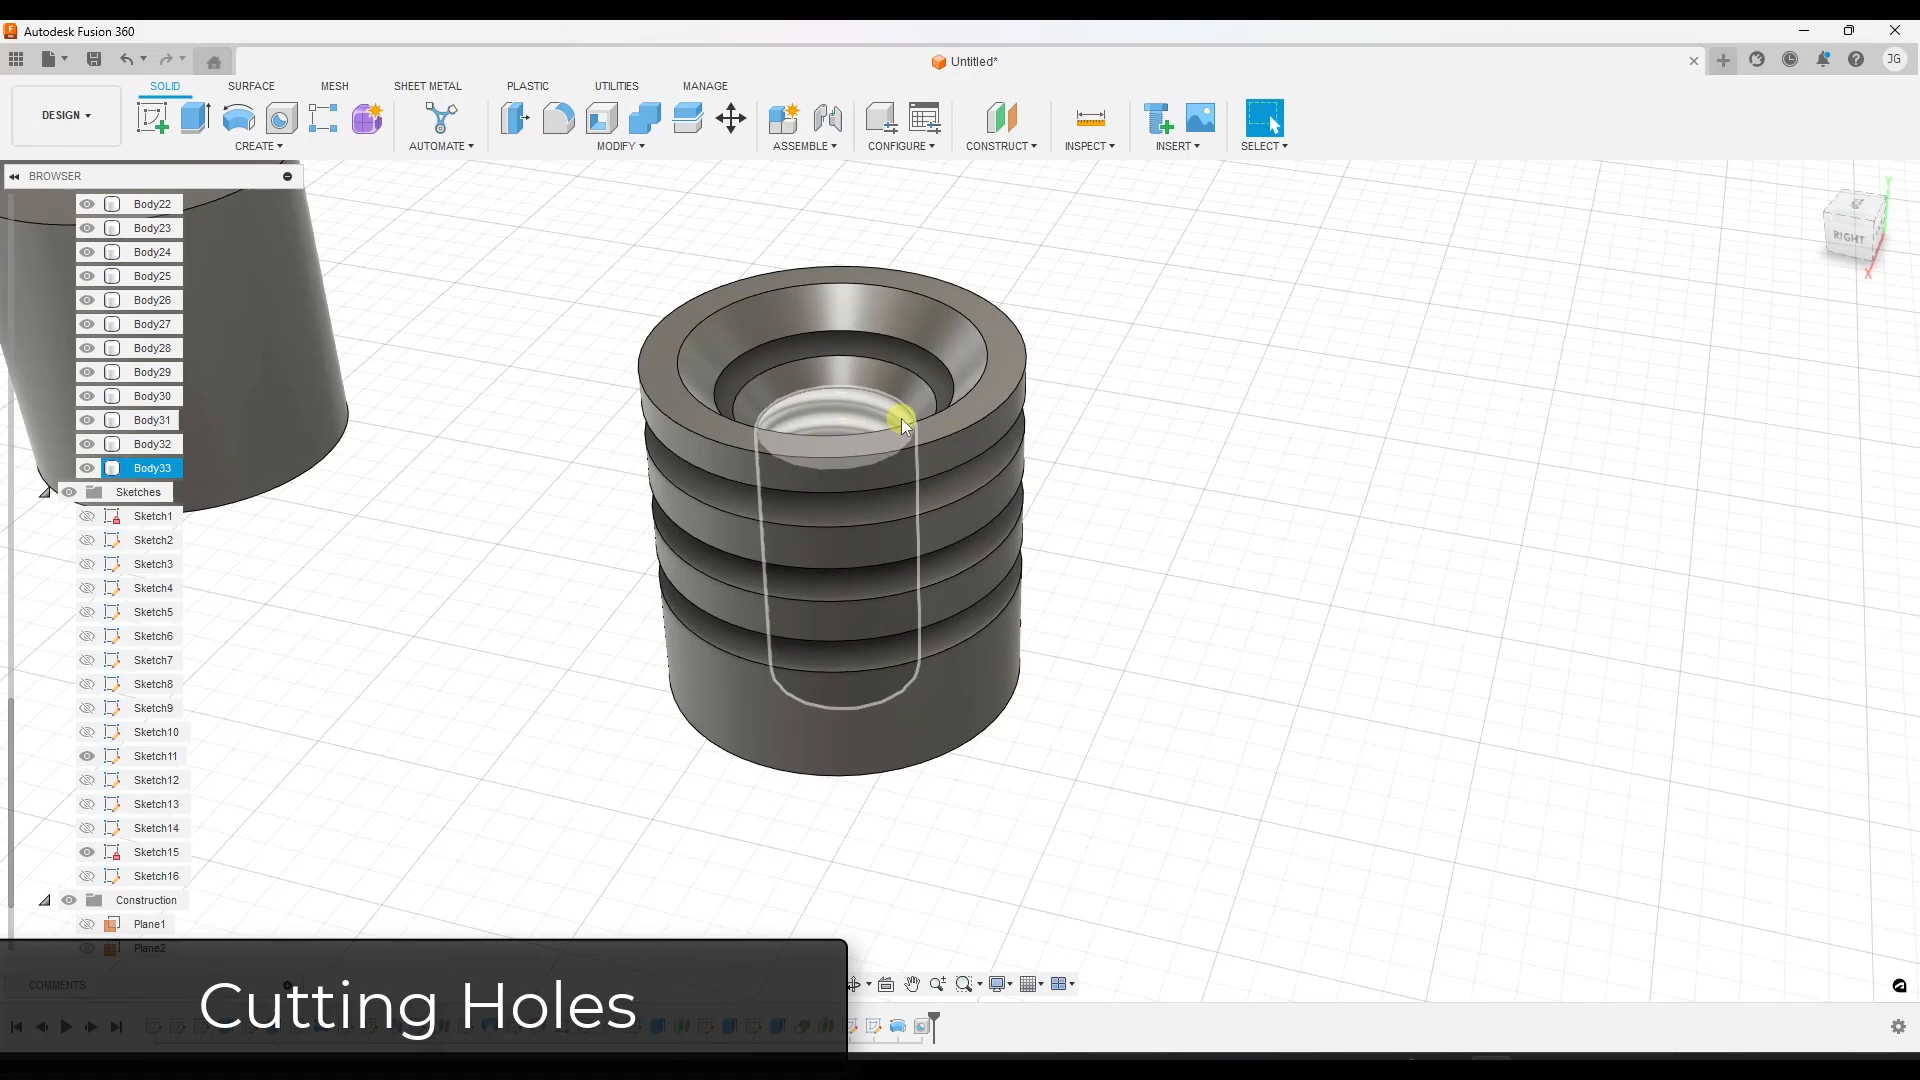 Autodesk Fusion 360
Untitled*
JG
DESIGN
SOLID
SURFACE
MESH
SHEET METAL
PLASTIC
UTILITIES
MANAGE
CREATE
AUTOMATE
MODIFY
ASSEMBLE
CONFIGURE
CONSTRUCT
INSPECT
INSERT
SELECT
BROWSER
Body22
Body23
Body24
Body25
Body26
Body27
Body28
Body29
Body30
Body31
Body32
Body33
Sketches
Sketch1
Sketch2
Sketch3
Sketch4
Sketch5
Sketch6
Sketch7
Sketch8
Sketch9
Sketch10
Sketch11
Sketch12
Sketch13
Sketch14
Sketch15
Sketch16
Construction
Plane1
Plane2
COMMENTS
RIGHT
Y
X
Cutting Holes